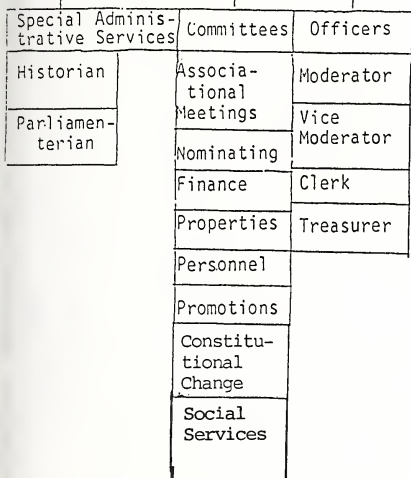 Special Adminis-
trative Services
Historian
Parliamen-
terian
Committees
Associa-
tional
Meetings
Nominating
Finance
Properties
Personnel
Promotions
Constitu-
tional
Change
Social
Services
Officers
Moderator
Vice
Moderator
Clerk
Treasurer